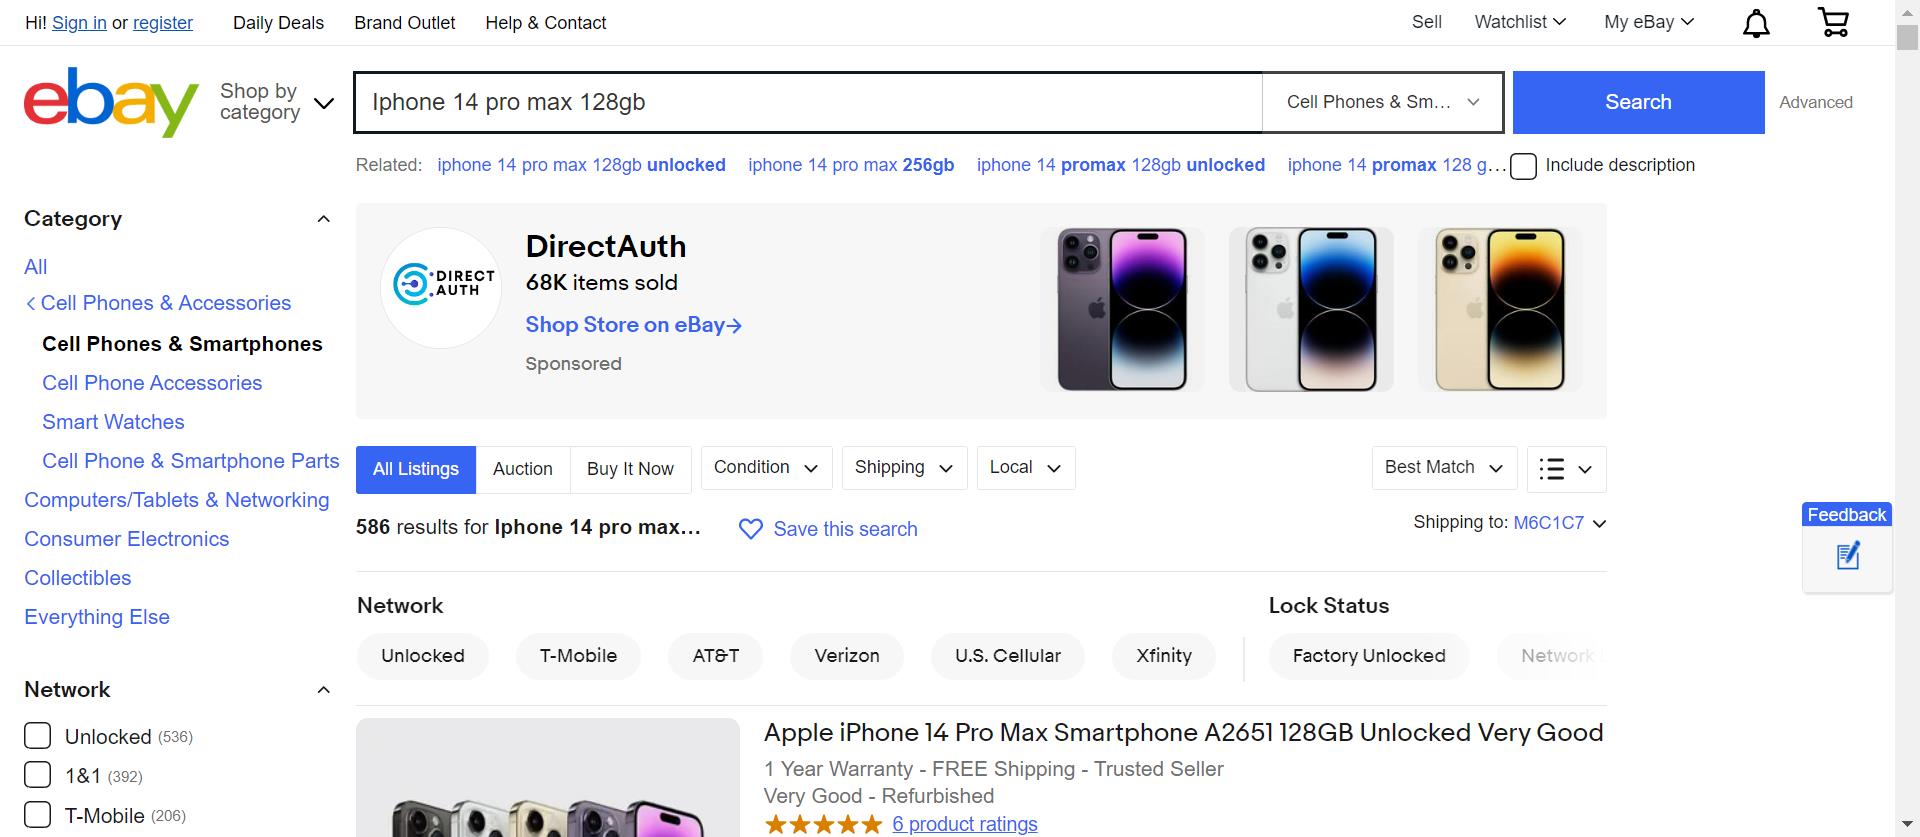 Hi! Sign in or register
Daily Deals
Brand Outlet
Help & Contact
Sell
Watchlist
My eBay
ebay
Shop by
category
Iphone 14 pro max 128gb
Cell Phones & Sm...
Search
Advanced
Related: iphone 14 pro max 128gb unlocked iphone 14 pro max 256gb iphone 14 promax 128gb unlocked iphone 14 promax 128 g...
Include description
Category
All
Cell Phones & Accessories
Cell Phones & Smartphones
Cell Phone Accessories
Smart Watches
Cell Phone & Smartphone Parts
Computers/Tablets & Networking
Consumer Electronics
Collectibles
Everything Else
Network
Unlocked (536)
1&1 (392)
T-Mobile (206)
DIRECT
AUTH
DirectAuth
68K items sold
Shop Store on eBay
Sponsored
All Listings
Auction
Buy It Now
Condition
Shipping
Local
Best Match
586 results for Iphone 14 pro max...
Save this search
Shipping to: M6C1C7
Network
Unlocked
T-Mobile
AT&T
Verizon
U.S. Cellular
Xfinity
Lock Status
Factory Unlocked
Network
Apple iPhone 14 Pro Max Smartphone A2651 128GB Unlocked Very Good
1 Year Warranty - FREE Shipping - Trusted Seller
Very Good - Refurbished
6 product ratings
Feedback